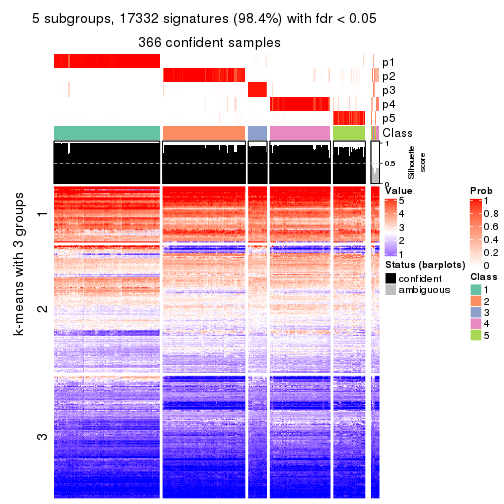 5 subgroups, 17332 signatures (98.4%) with fdr < 0.05
366 confident samples
p1
p2
p3
p4
p5
Class
1
0.5
0
Silhouette
score
k-means with 3 groups
1
2
3
Value
5
4
3
2
1
Status (barplots)
confident
ambiguous
Prob
1
0.8
0.6
0.4
0.2
0
Class
1
2
3
4
5